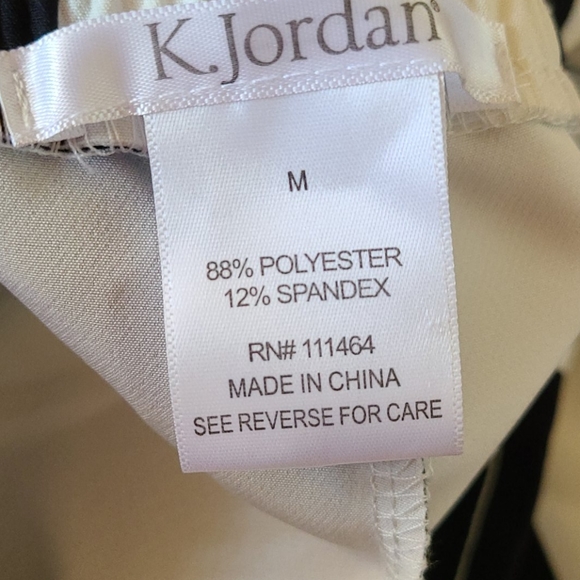 K.Jordan®
M
88% POLYESTER
12% SPANDEX
RN# 111464
MADE IN CHINA
SEE REVERSE FOR CARE